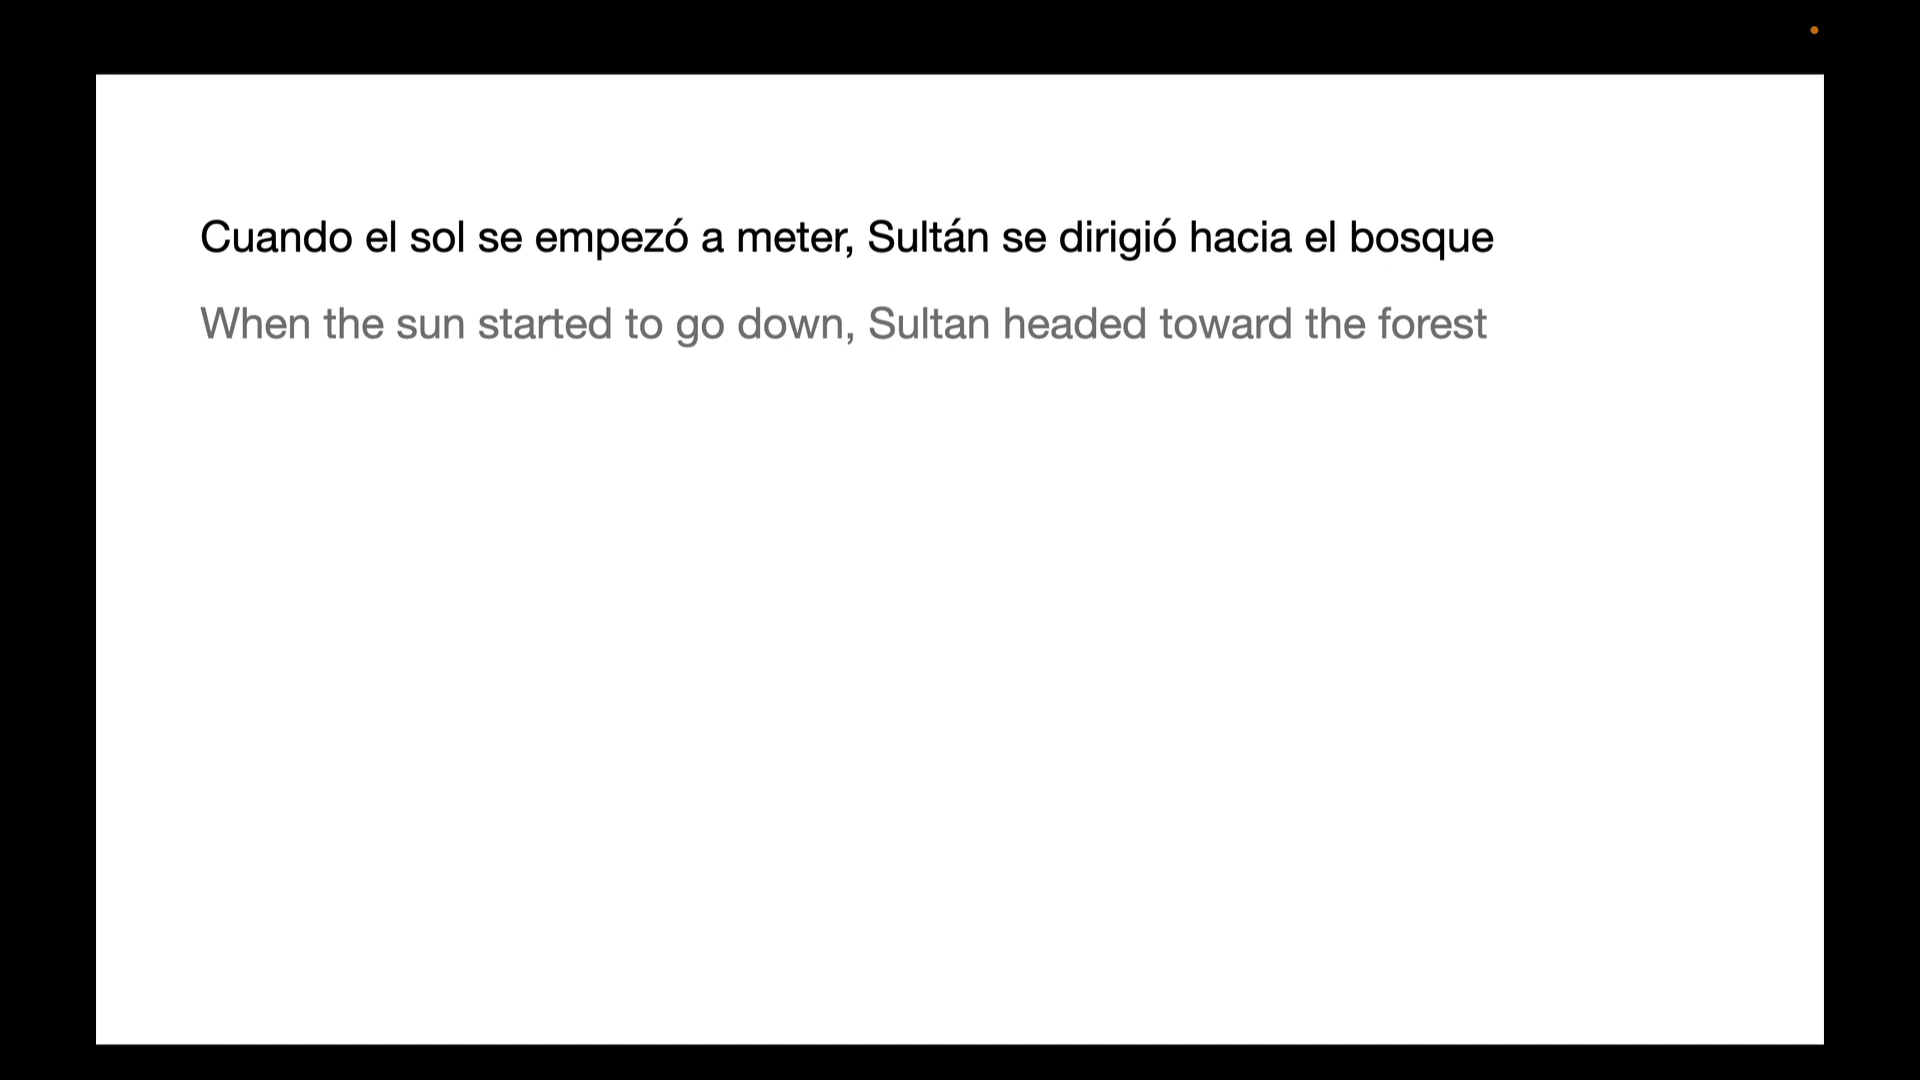 Cuando el sol se empezó a meter, Sultán se dirigió hacia el bosque
When the sun started to go down, Sultan headed toward the forest